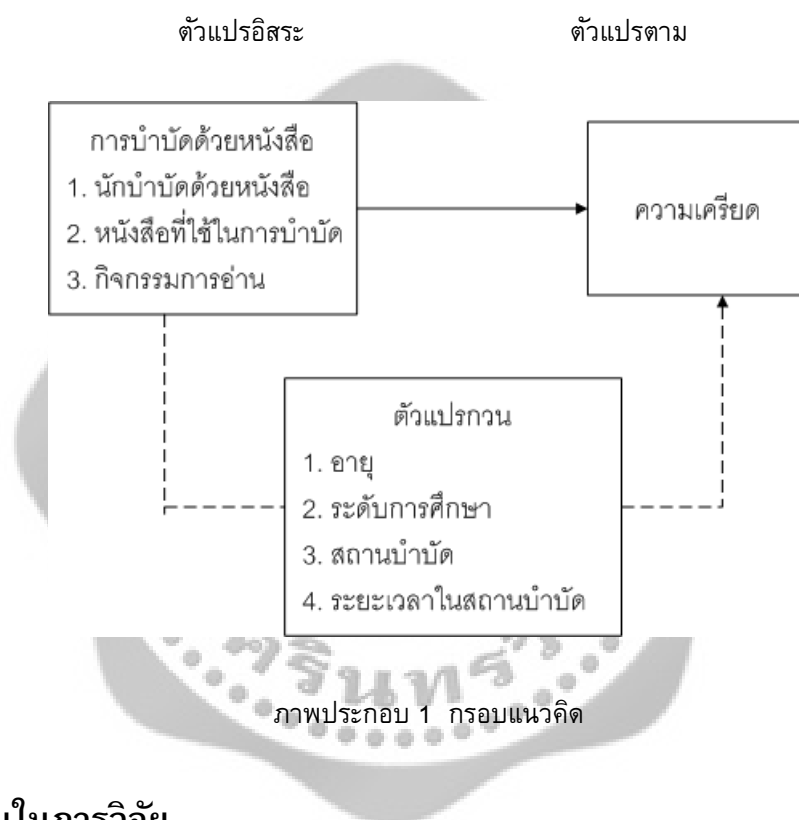 ตัวแปรอิสระ ตัวแปรตาม
การบำบัดด้วยหนังสือ
1. นักบำบัดด้วยหนังสือ
2. หนังสือที่ใช้ในการบำบัด
3. กิจกรรมการอ่าน
ความเครียด
ตัวแปรกวน
1. อายุ
2. ระดับการศึกษา
3. สถานบำบัด
4. ระยะเวลาในสถานบำบัด
ภาพประกอบ 1 กรอบแนวคิด
ในการวิจัย